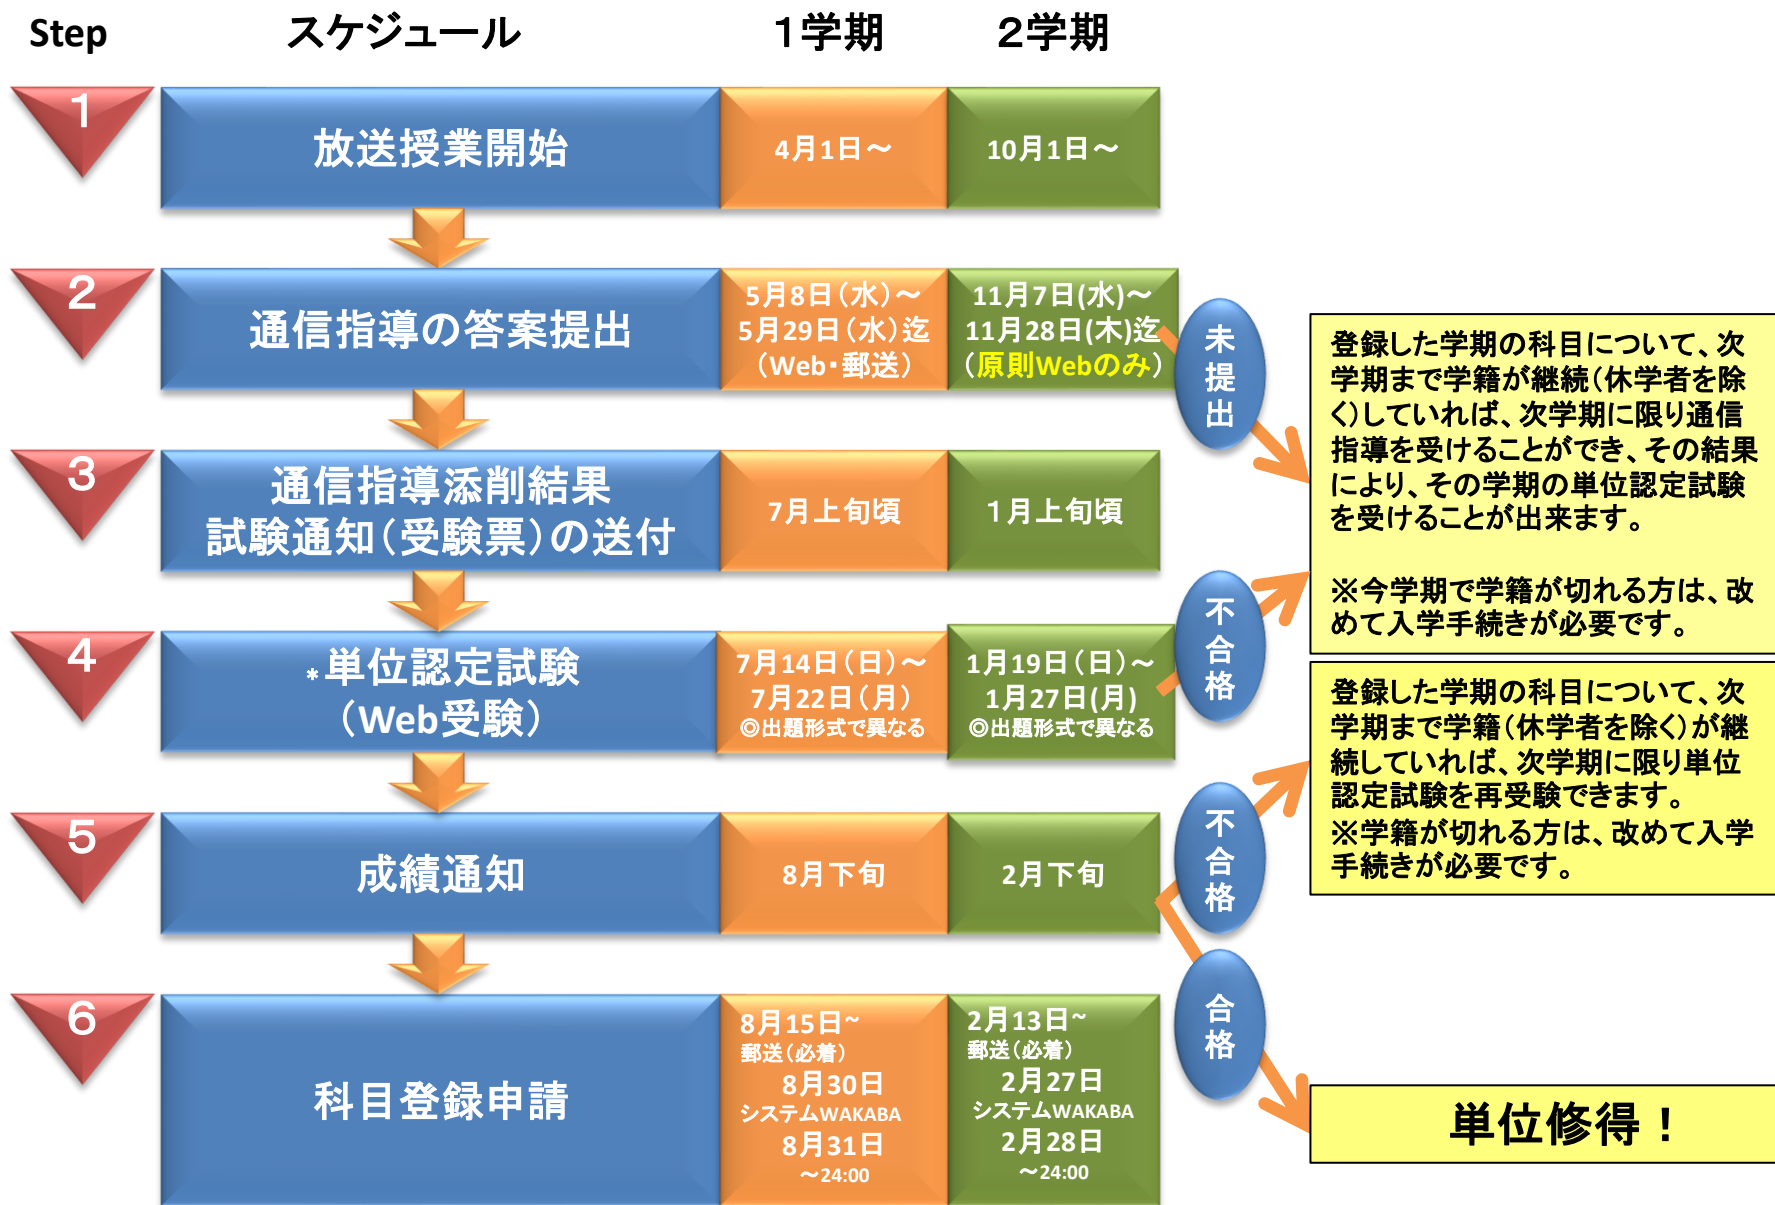 Step
スケジュール
1学期
2学期
1
放送授業開始
4月1日～
10月1日～
2
通信指導の答案提出
5月8日（水）～
5月29日（水）迄
（Web・郵送）
11月7日(水)～
11月28日(木)迄
（原則Webのみ）
未提出
登録した学期の科目について、次
学期まで学籍が継続（休学者を除
く）していれば、次学期に限り通信
指導を受けることができ、その結果
により、その学期の単位認定試験
を受けることが出来ます。
※今学期で学籍が切れる方は、改
めて入学手続きが必要です。
3
通信指導添削結果
試験通知（受験票）の送付
7月上旬頃
1月上旬頃
4
*単位認定試験
（Web受験）
7月14日（日）～
7月22日（月）
◎出題形式で異なる
1月19日（日）～
1月27日(月)
◎出題形式で異なる
不合格
登録した学期の科目について、次
学期まで学籍（休学者を除く）が継
続していれば、次学期に限り単位
認定試験を再受験できます。
※学籍が切れる方は、改めて入学
手続きが必要です。
5
成績通知
8月下旬
2月下旬
不合格
合格
6
科目登録申請
8月15日~
郵送（必着）
8月30日
システムWAKABA
8月31日
～24:00
2月13日~
郵送（必着）
2月27日
システムWAKABA
2月28日
～24:00
単位修得！